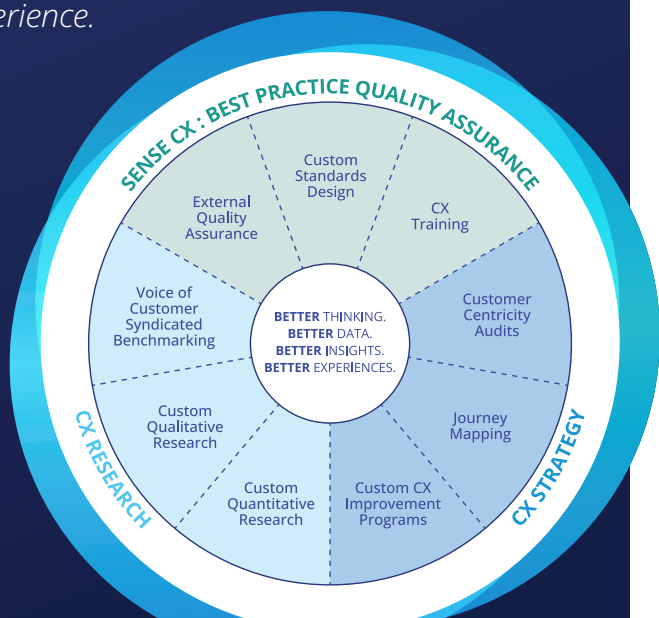 erience.
SENSE CX : BEST PRACTICE QUALITY ASSURANCE
Custom
Standards
Design
External
Quality
Assurance
CX
Training
Voice of
Customer
Syndicated
Benchmarking
Customer
Centricity
Audits
BETTER THINKING.
BETTER DATA.
BETTER INSIGHTS.
BETTER EXPERIENCES.
Custom
Qualitative
Research
Journey
Mapping
CX RESEARCH
CX STRATEGY
Custom
Quantitative
Research
Custom CX
Improvement
Programs